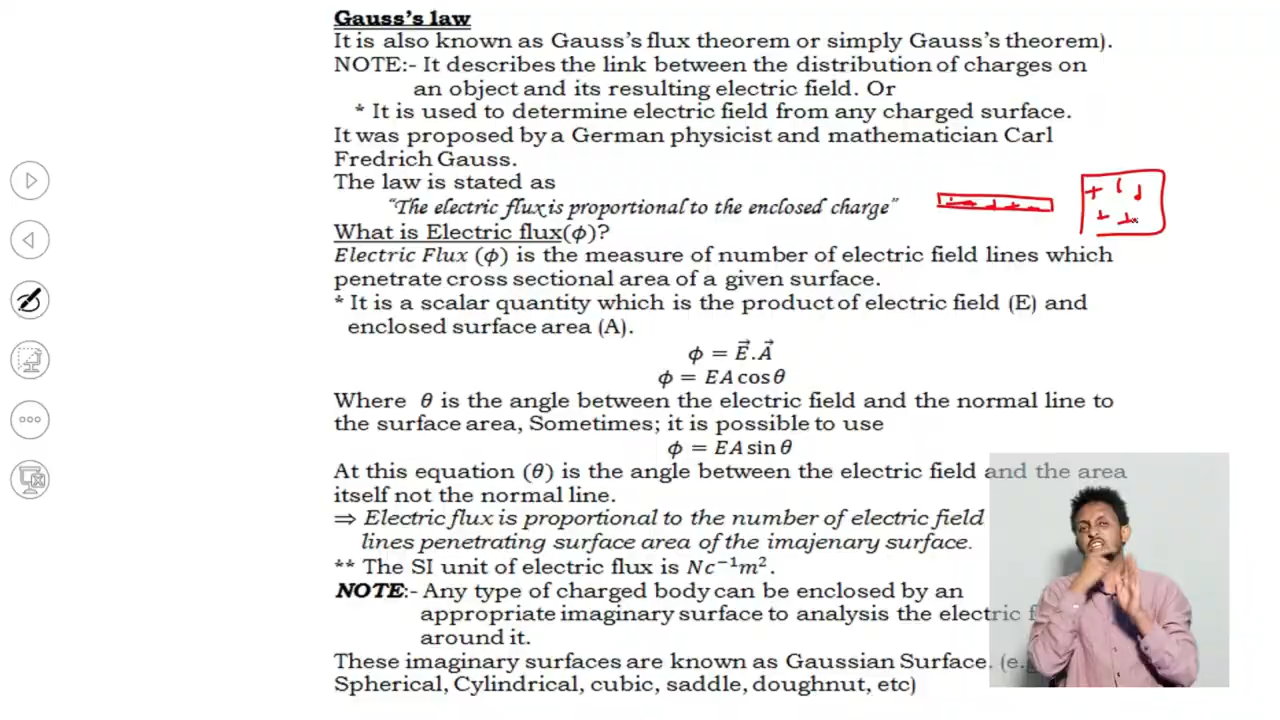 Gauss's law
It is also known as Gauss's flux theorem or simply Gauss's theorem).
NOTE:- It describes the link between the distribution of charges on
an object and its resulting electric field. Or
* It is used to determine electric field from any charged surface.
It was proposed by a German physicist and mathematician Carl
Fredrich Gauss.
The law is stated as
"The electric flux is proportional to the enclosed charge"
What is Electric flux(ϕ)?
Electric Flux (ϕ) is the measure of number of electric field lines which
penetrate cross sectional area of a given surface.
* It is a scalar quantity which is the product of electric field (E) and
enclosed surface area (A).
ϕ = E⃗.A⃗
ϕ = EA cosθ
Where θ is the angle between the electric field and the normal line to
the surface area, Sometimes; it is possible to use
ϕ = EA sinθ
At this equation (θ) is the angle between the electric field and the area
itself not the normal line.
⇒ Electric flux is proportional to the number of electric field
lines penetrating surface area of the imajenary surface.
** The SI unit of electric flux is Nc⁻¹m².
NOTE:- Any type of charged body can be enclosed by an
appropriate imaginary surface to analysis the electric
around it.
These imaginary surfaces are known as Gaussian Surface. (e.
Spherical, Cylindrical, cubic, saddle, doughnut, etc)